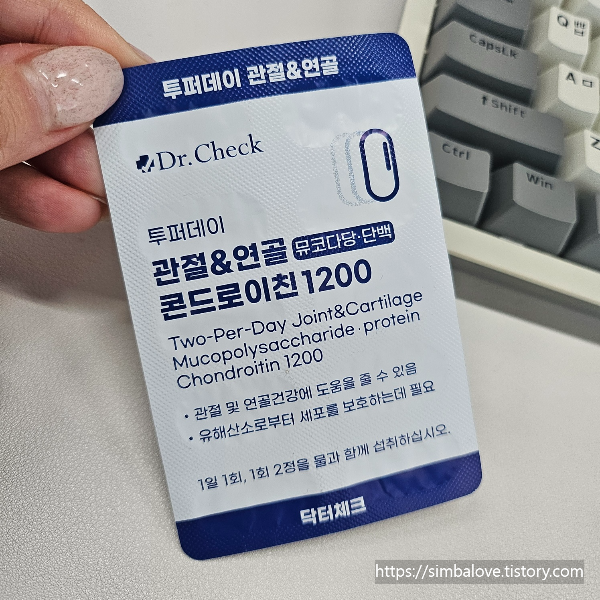 투퍼데이 관절&연골
Dr. Check
투퍼데이
관절&연골 뮤코다당·단백
콘드로이친 1200
Two-Per-Day Joint&Cartilage
Mucopolysaccharide·protein
Chondroitin 1200
• 관절 및 연골건강에 도움을 줄 수 있음
• 유해산소로부터 세포를 보호하는데 필요
1일 1회, 1회 2정을 물과 함께 섭취하십시오.
닥터체크
Q ㅃ
CapsLk
A ㅁ
⇧ Shift
Ctrl
Win
https://simbalove.tistory.com